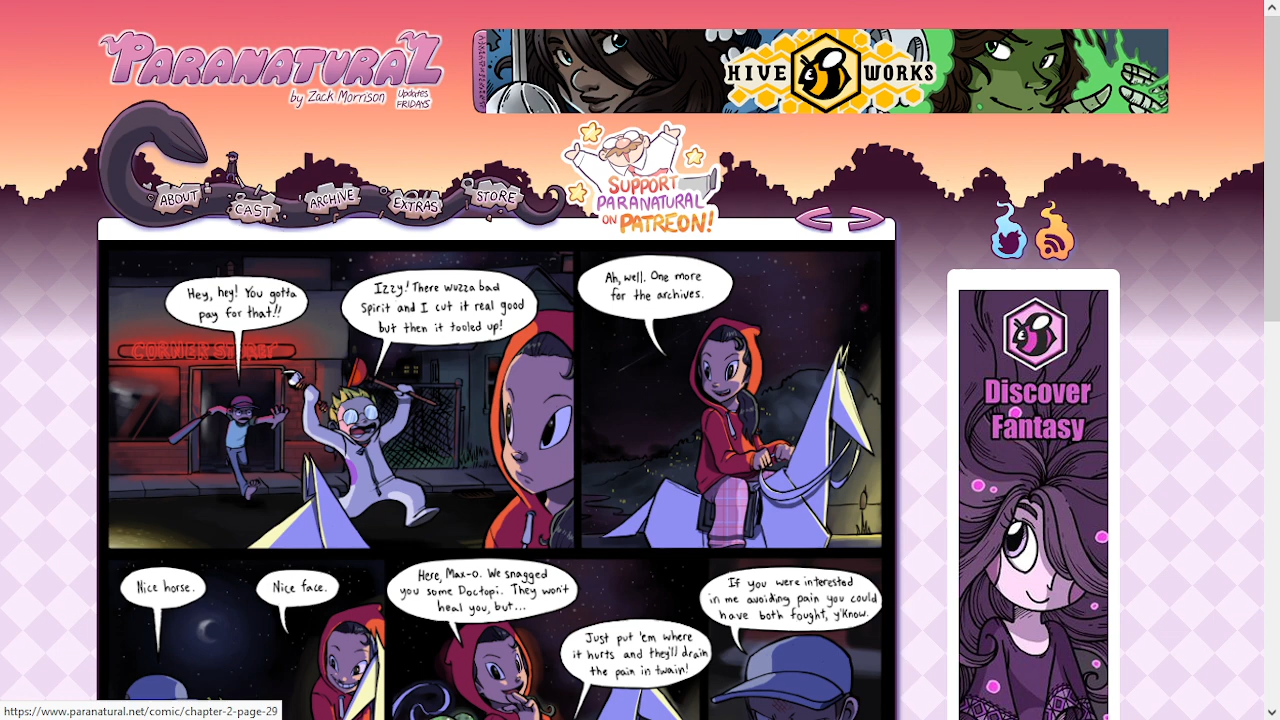 PARANATURAL
by Zack Morrison
Updates
FRIDAYS
HIVE WORKS
ABOUT
CAST
ARCHIVE
EXTRAS
STORE
SUPPORT
PARANATURAL
ON PATREON!
Hey, hey! You gotta
pay for that!!
Izzy! There wuzza bad
Spirit and I cut it real good
but then it tooled up!
Ah, well. One more
for the archives.
CORNER STORE
Discover
Fantasy
Nice horse.
Nice face.
Here, Max-o. We snagged
you some Doctopi. They won't
heal you, but...
Just put 'em where
it hurts and they'll drain
the pain in twain!
If you were interested
in me avoiding pain you could
have both fought, y'know.
https://www.paranatural.net/comic/chapter-2-page-29